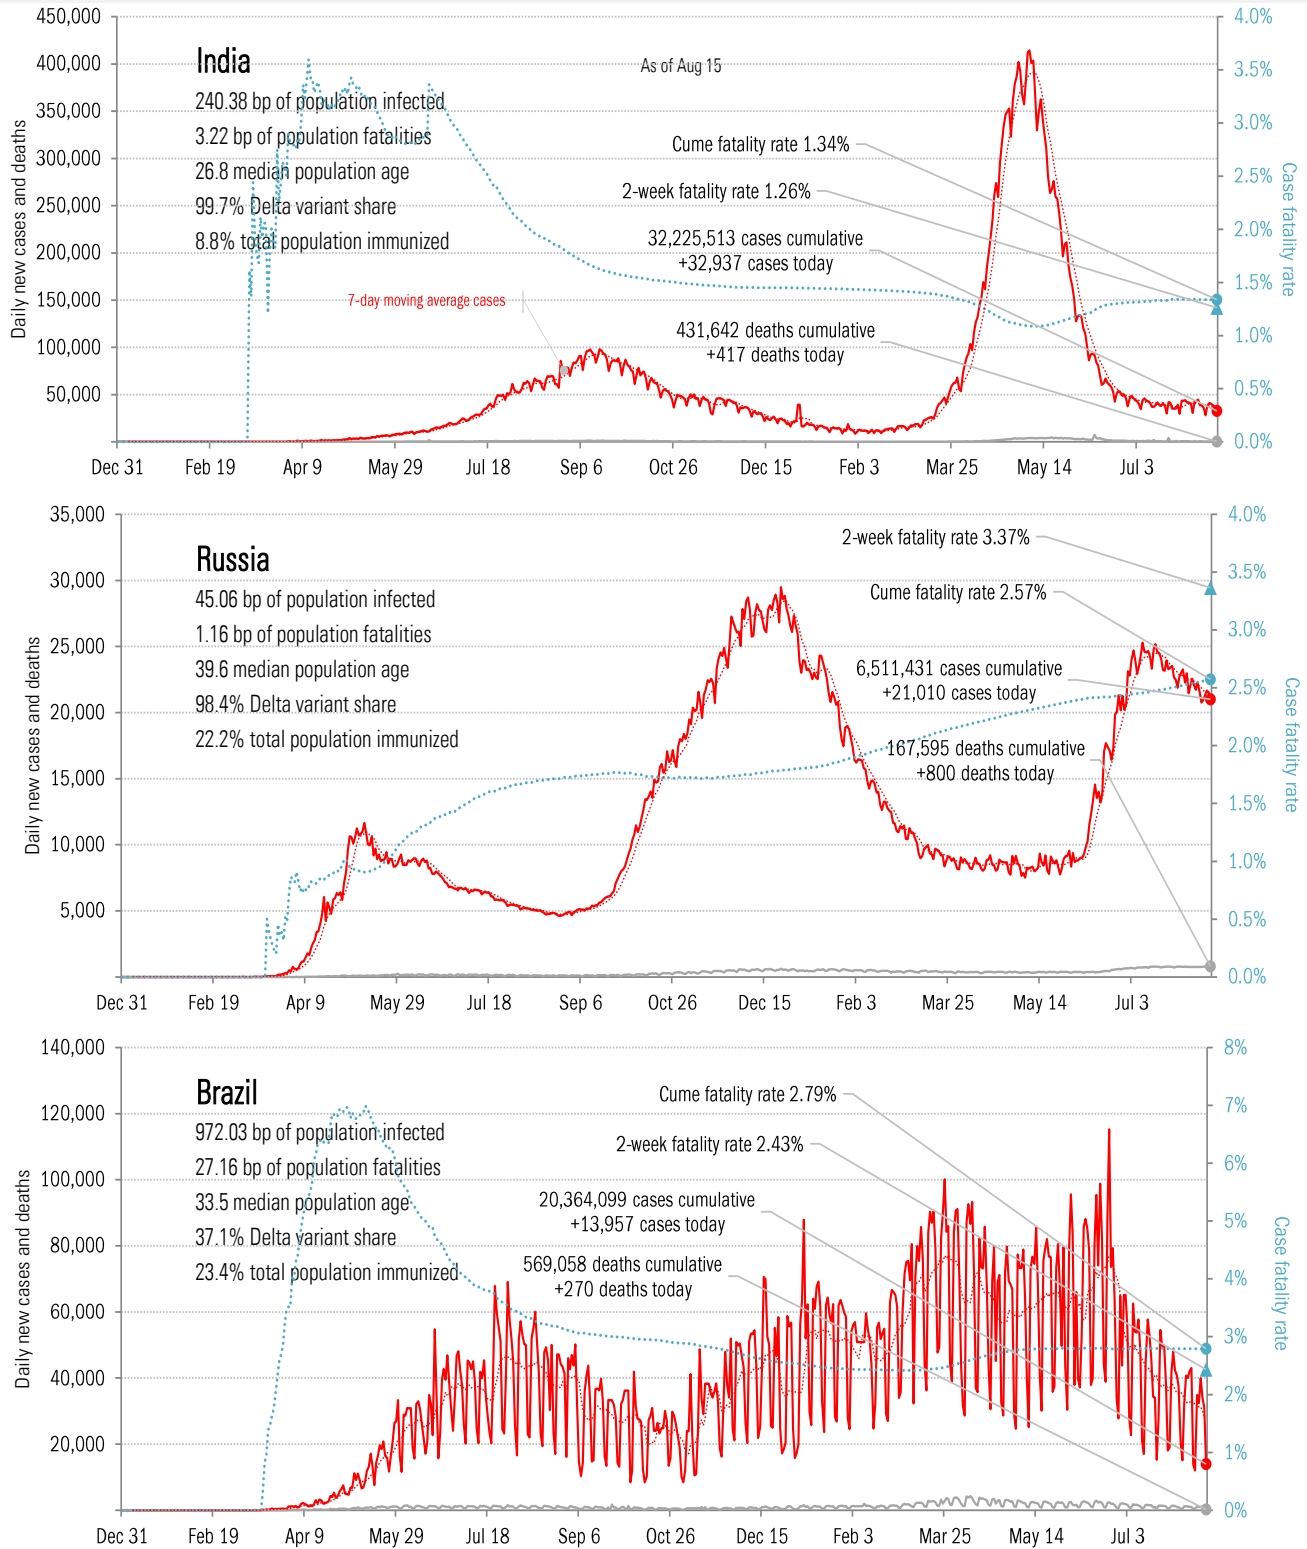 450,000
400,000
350,000
300,000
250,000
200,000
150,000
100,000
50,000
Daily new cases and deaths
4.0%
3.5%
3.0%
2.5%
2.0%
1.5%
1.0%
0.5%
0.0%
Case fatality rate
India
240.38 bp of population infected
3.22 bp of population fatalities
26.8 median population age
99.7% Delta variant share
8.8% total population immunized
As of Aug 15
Cume fatality rate 1.34%
2-week fatality rate 1.26%
32,225,513 cases cumulative
+32,937 cases today
7-day moving average cases
431,642 deaths cumulative
+417 deaths today
Dec 31 Feb 19 Apr 9 May 29 Jul 18 Sep 6 Oct 26 Dec 15 Feb 3 Mar 25 May 14 Jul 3
35,000
30,000
25,000
20,000
15,000
10,000
5,000
Daily new cases and deaths
4.0%
3.5%
3.0%
2.5%
2.0%
1.5%
1.0%
0.5%
0.0%
Case fatality rate
Russia
45.06 bp of population infected
1.16 bp of population fatalities
39.6 median population age
98.4% Delta variant share
22.2% total population immunized
2-week fatality rate 3.37%
Cume fatality rate 2.57%
6,511,431 cases cumulative
+21,010 cases today
167,595 deaths cumulative
+800 deaths today
Dec 31 Feb 19 Apr 9 May 29 Jul 18 Sep 6 Oct 26 Dec 15 Feb 3 Mar 25 May 14 Jul 3
140,000
120,000
100,000
80,000
60,000
40,000
20,000
Daily new cases and deaths
8%
7%
6%
5%
4%
3%
2%
1%
0%
Case fatality rate
Brazil
972.03 bp of population infected
27.16 bp of population fatalities
33.5 median population age
37.1% Delta variant share
23.4% total population immunized
Cume fatality rate 2.79%
2-week fatality rate 2.43%
20,364,099 cases cumulative
+13,957 cases today
569,058 deaths cumulative
+270 deaths today
Dec 31 Feb 19 Apr 9 May 29 Jul 18 Sep 6 Oct 26 Dec 15 Feb 3 Mar 25 May 14 Jul 3